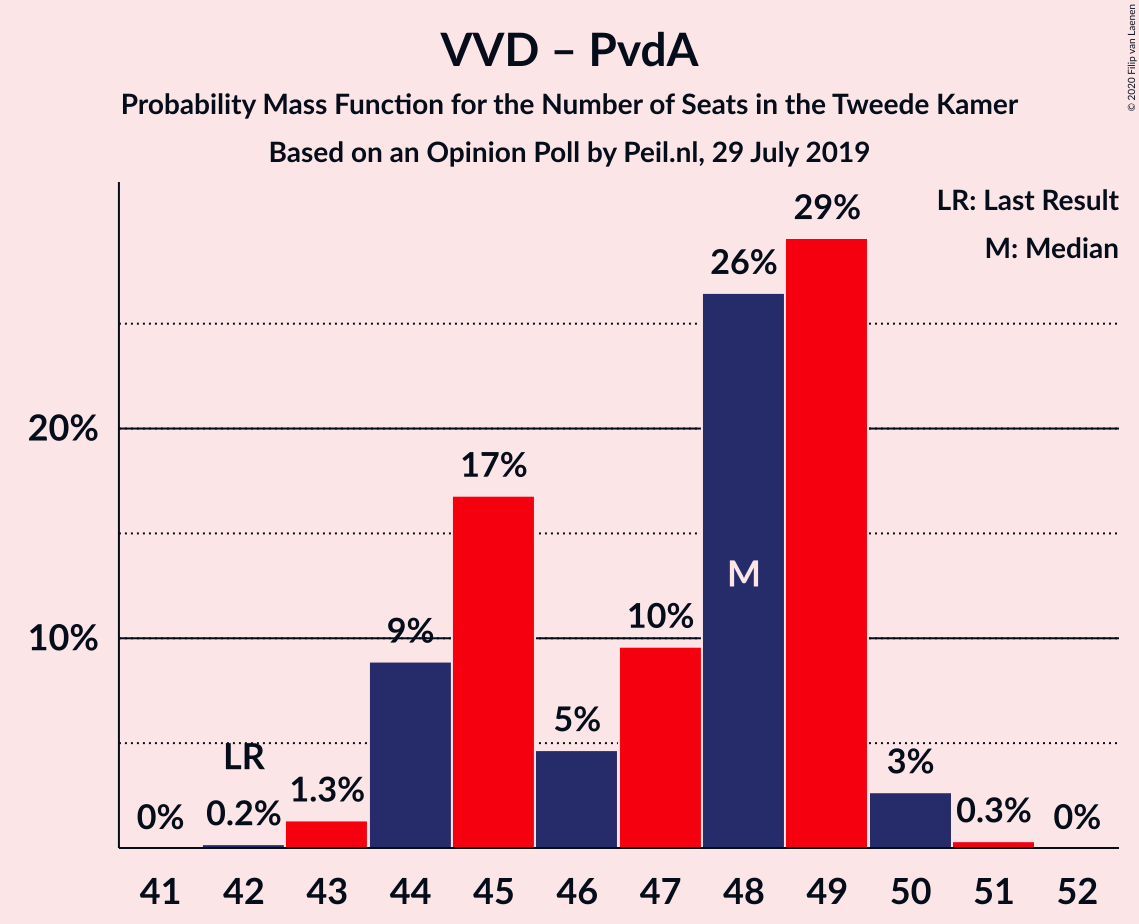 VVD – PvdA
Probability Mass Function for the Number of Seats in the Tweede Kamer
Based on an Opinion Poll by Peil.nl, 29 July 2019
© 2020 Filip van Laenen
LR: Last Result
M: Median
29%
26%
20%
17%
M
10%
10%
9%
5%
LR
3%
1.3%
0%
0.2%
0.3%
0%
41 42 43 44 45 46 47 48 49 50 51 52